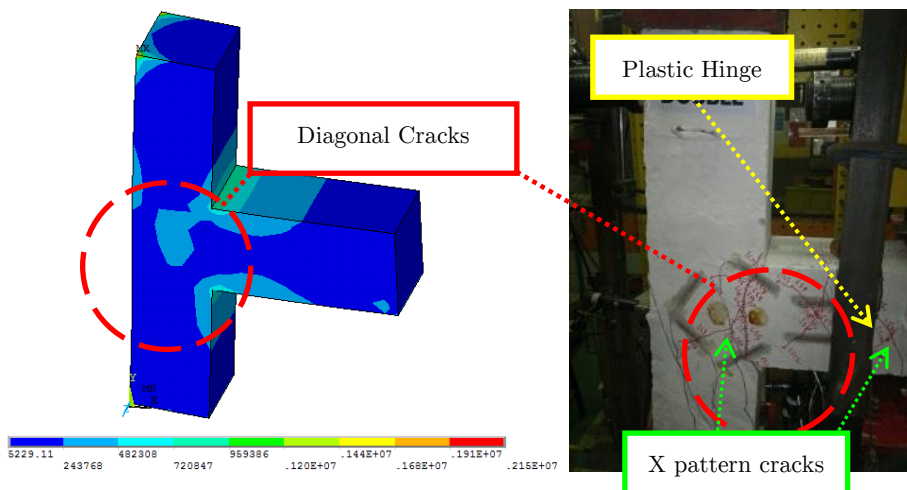 Plastic Hinge
Diagonal Cracks
MX
MN
Y
Z
X
5229.11
243768
482308
720847
959386
.120E+07
.144E+07
.168E+07
.191E+07
.215E+07
X pattern cracks